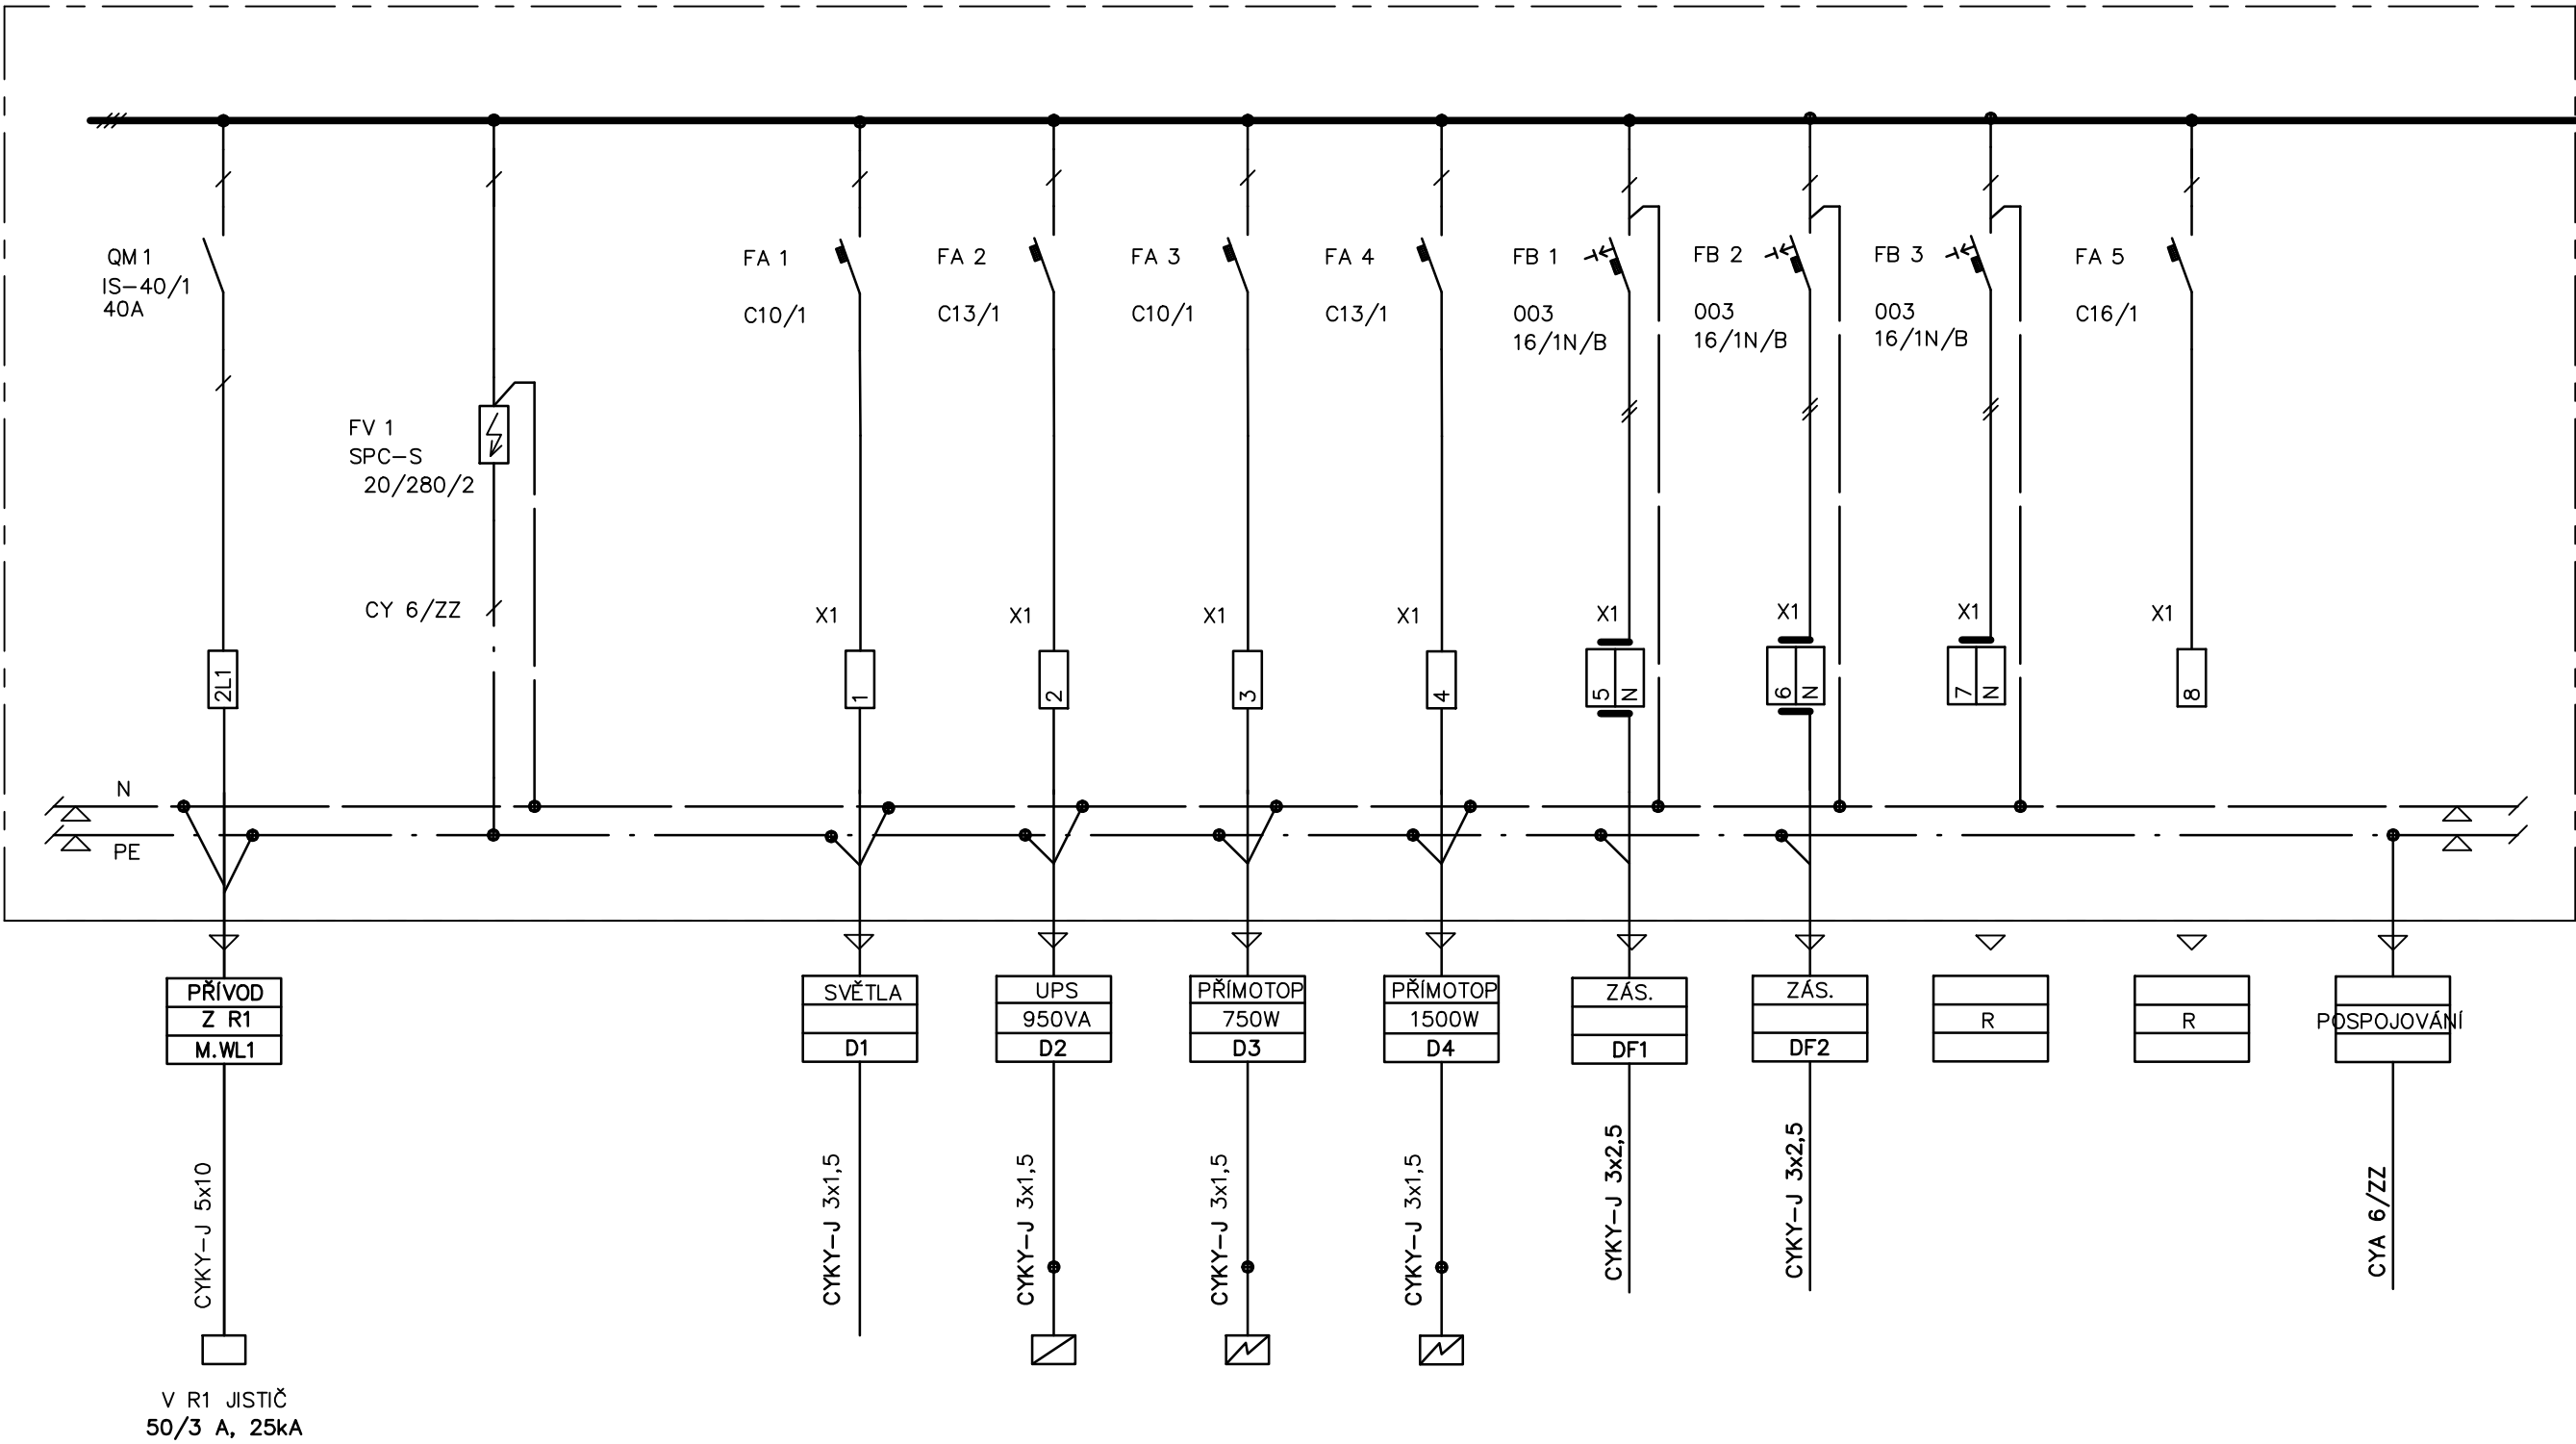 QM 1
IS-40/1
40A
FV 1
SPC-S
20/280/2
CY 6/ZZ
FA 1
C10/1
FA 2
C13/1
FA 3
C10/1
FA 4
C13/1
FB 1
003
16/1N/B
FB 2
003
16/1N/B
FB 3
003
16/1N/B
FA 5
C16/1
X1
X1
X1
X1
X1
X1
X1
X1
2L1
1
2
3
4
5
N
6
N
7
N
8
N
PE
PŘÍVOD
Z R1
M.WL1
SVĚTLA
D1
UPS
950VA
D2
PŘÍMOTOP
750W
D3
PŘÍMOTOP
1500W
D4
ZÁS.
DF1
ZÁS.
DF2
R
R
POSPOJOVÁNÍ
CYKY-J 5x10
CYKY-J 3x1,5
CYKY-J 3x1,5
CYKY-J 3x1,5
CYKY-J 3x1,5
CYKY-J 3x2,5
CYKY-J 3x2,5
CYA 6/ZZ
V R1 JISTIČ
50/3 A, 25kA